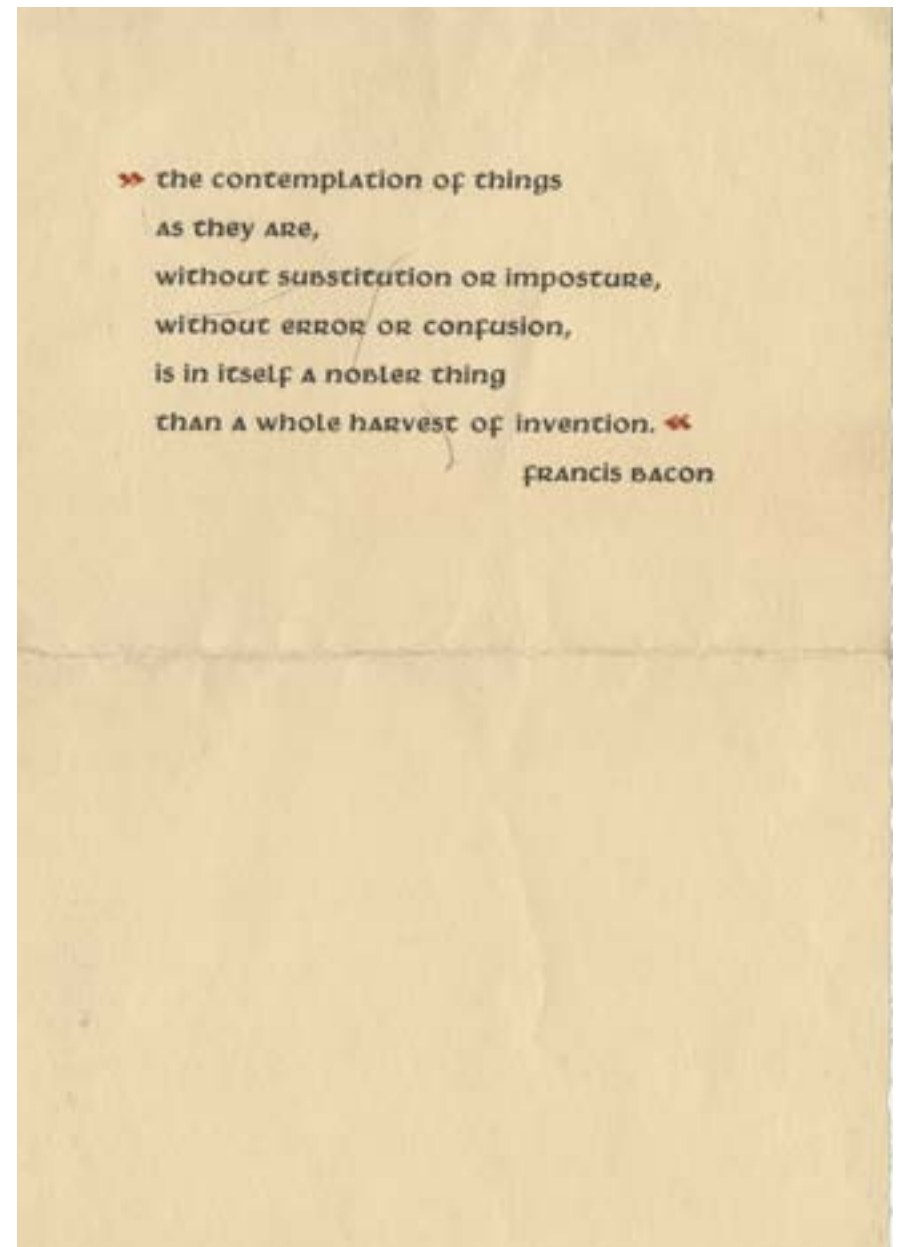 » the contemplation of things
as they are,
without substitution or imposture,
without error or confusion,
is in itself a nobler thing
than a whole harvest of invention. «
francis bacon